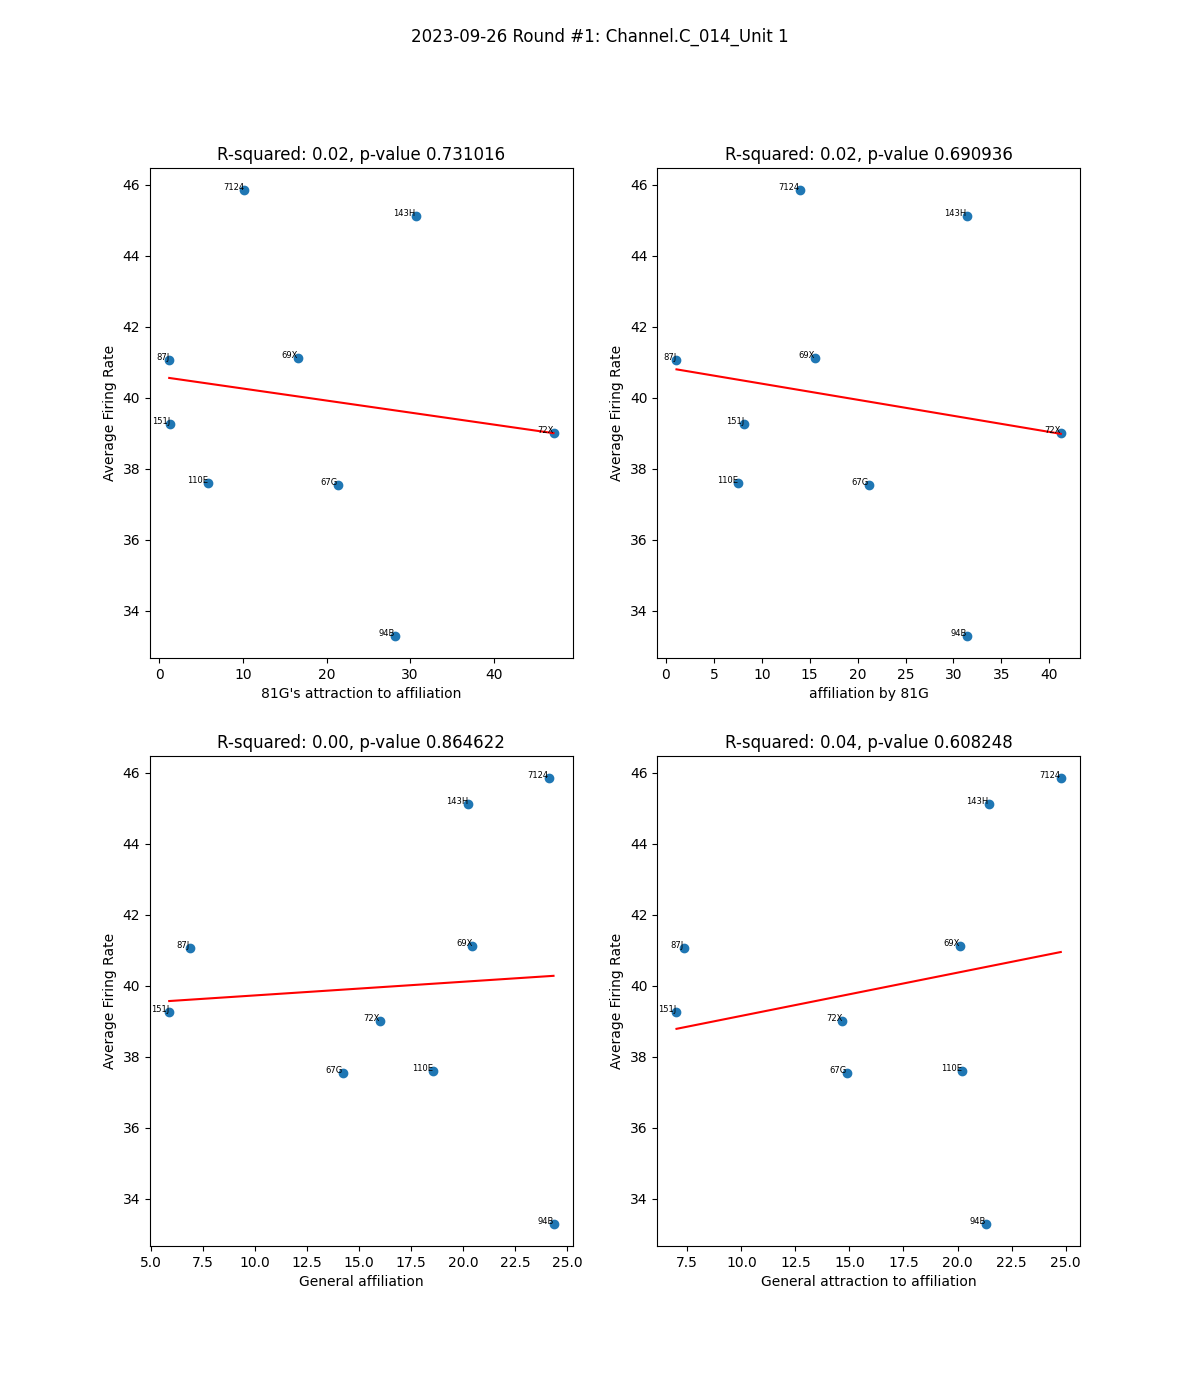 2023-09-26 Round #1: Channel.C_014_Unit 1
R-squared: 0.02, p-value 0.731016
46
44
42
40
38
36
34
Average Firing Rate
7124
143H
87J
69X
151J
72X
110E
67G
94B
0 10 20 30 40
81G's attraction to affiliation
R-squared: 0.02, p-value 0.690936
46
44
42
40
38
36
34
Average Firing Rate
7124
143H
87J
69X
151J
72X
110E
67G
94B
0 5 10 15 20 25 30 35 40
affiliation by 81G
R-squared: 0.00, p-value 0.864622
46
44
42
40
38
36
34
Average Firing Rate
7124
143H
87J
69X
151J
72X
110E
67G
94B
5.0 7.5 10.0 12.5 15.0 17.5 20.0 22.5 25.0
General affiliation
R-squared: 0.04, p-value 0.608248
46
44
42
40
38
36
34
Average Firing Rate
7124
143H
87J
69X
151J
72X
110E
67G
94B
7.5 10.0 12.5 15.0 17.5 20.0 22.5 25.0
General attraction to affiliation